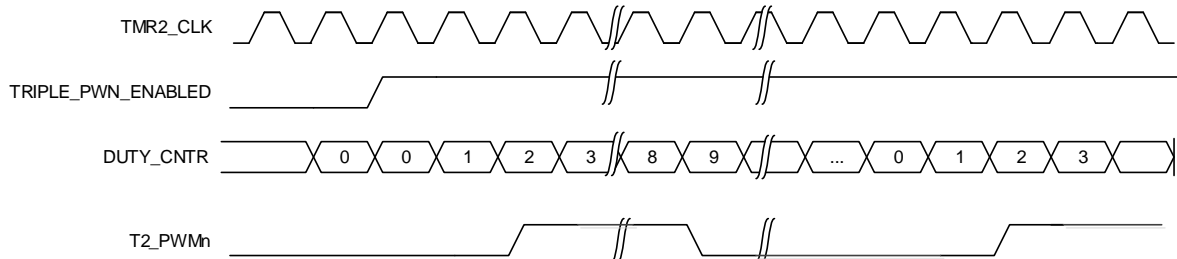 TMR2_CLK
TRIPLE_PWN_ENABLED
DUTY_CNTR 0 0 1 2 3 8 9 ... 0 1 2 3
T2_PWMn